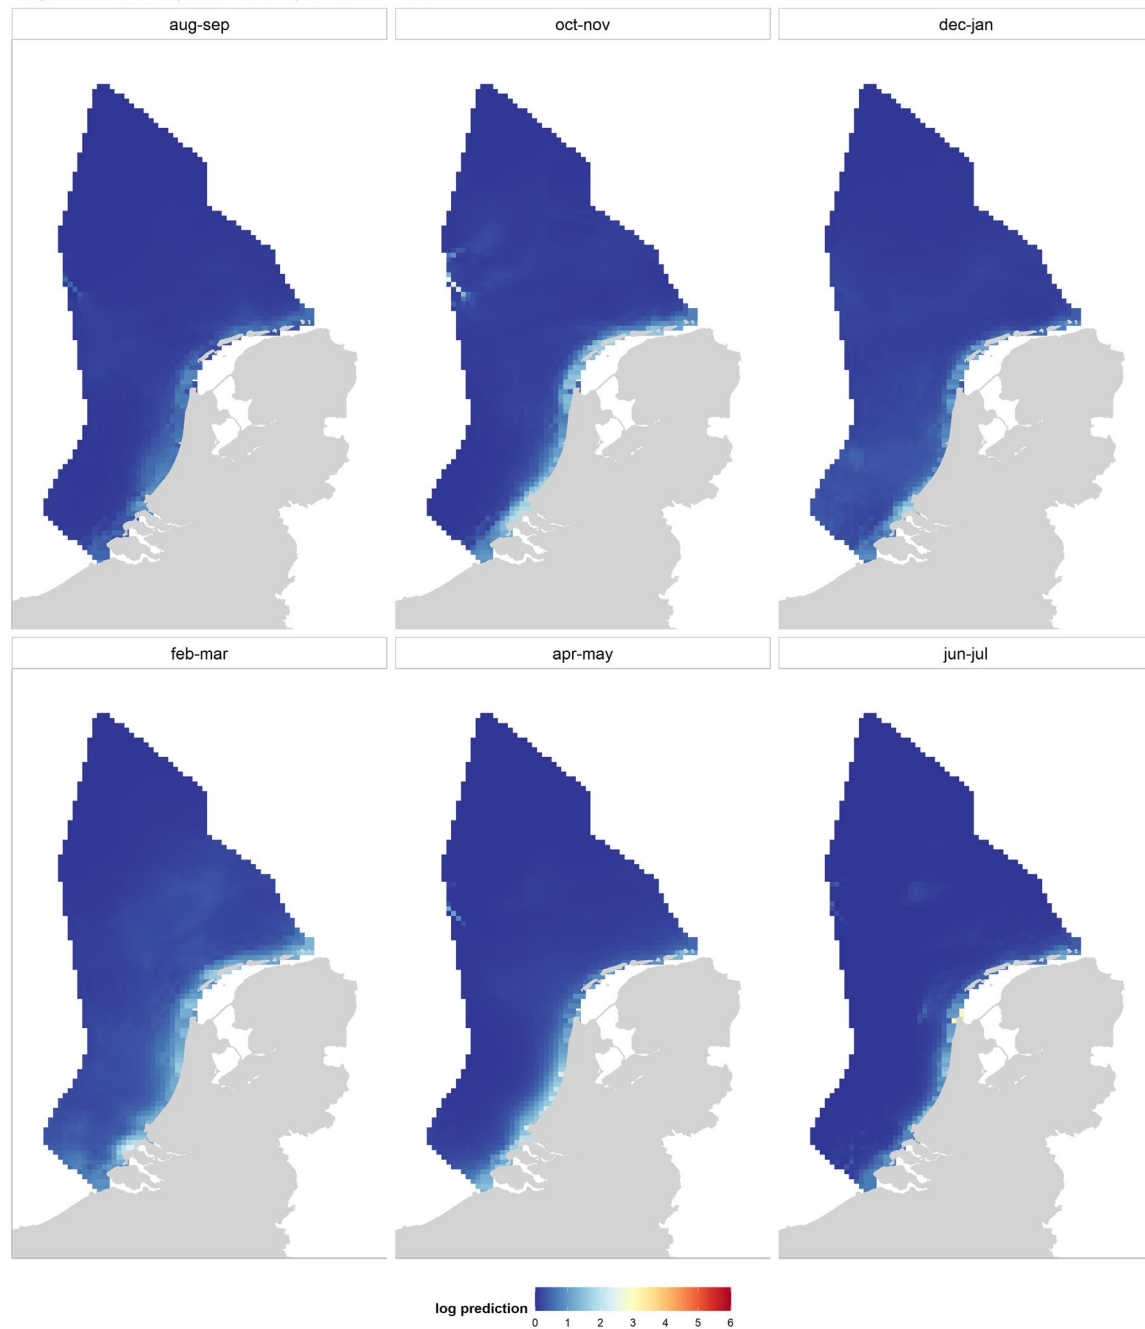 aug-sep
oct-nov
dec-jan
feb-mar
apr-may
jun-jul
log prediction
0 1 2 3 4 5 6